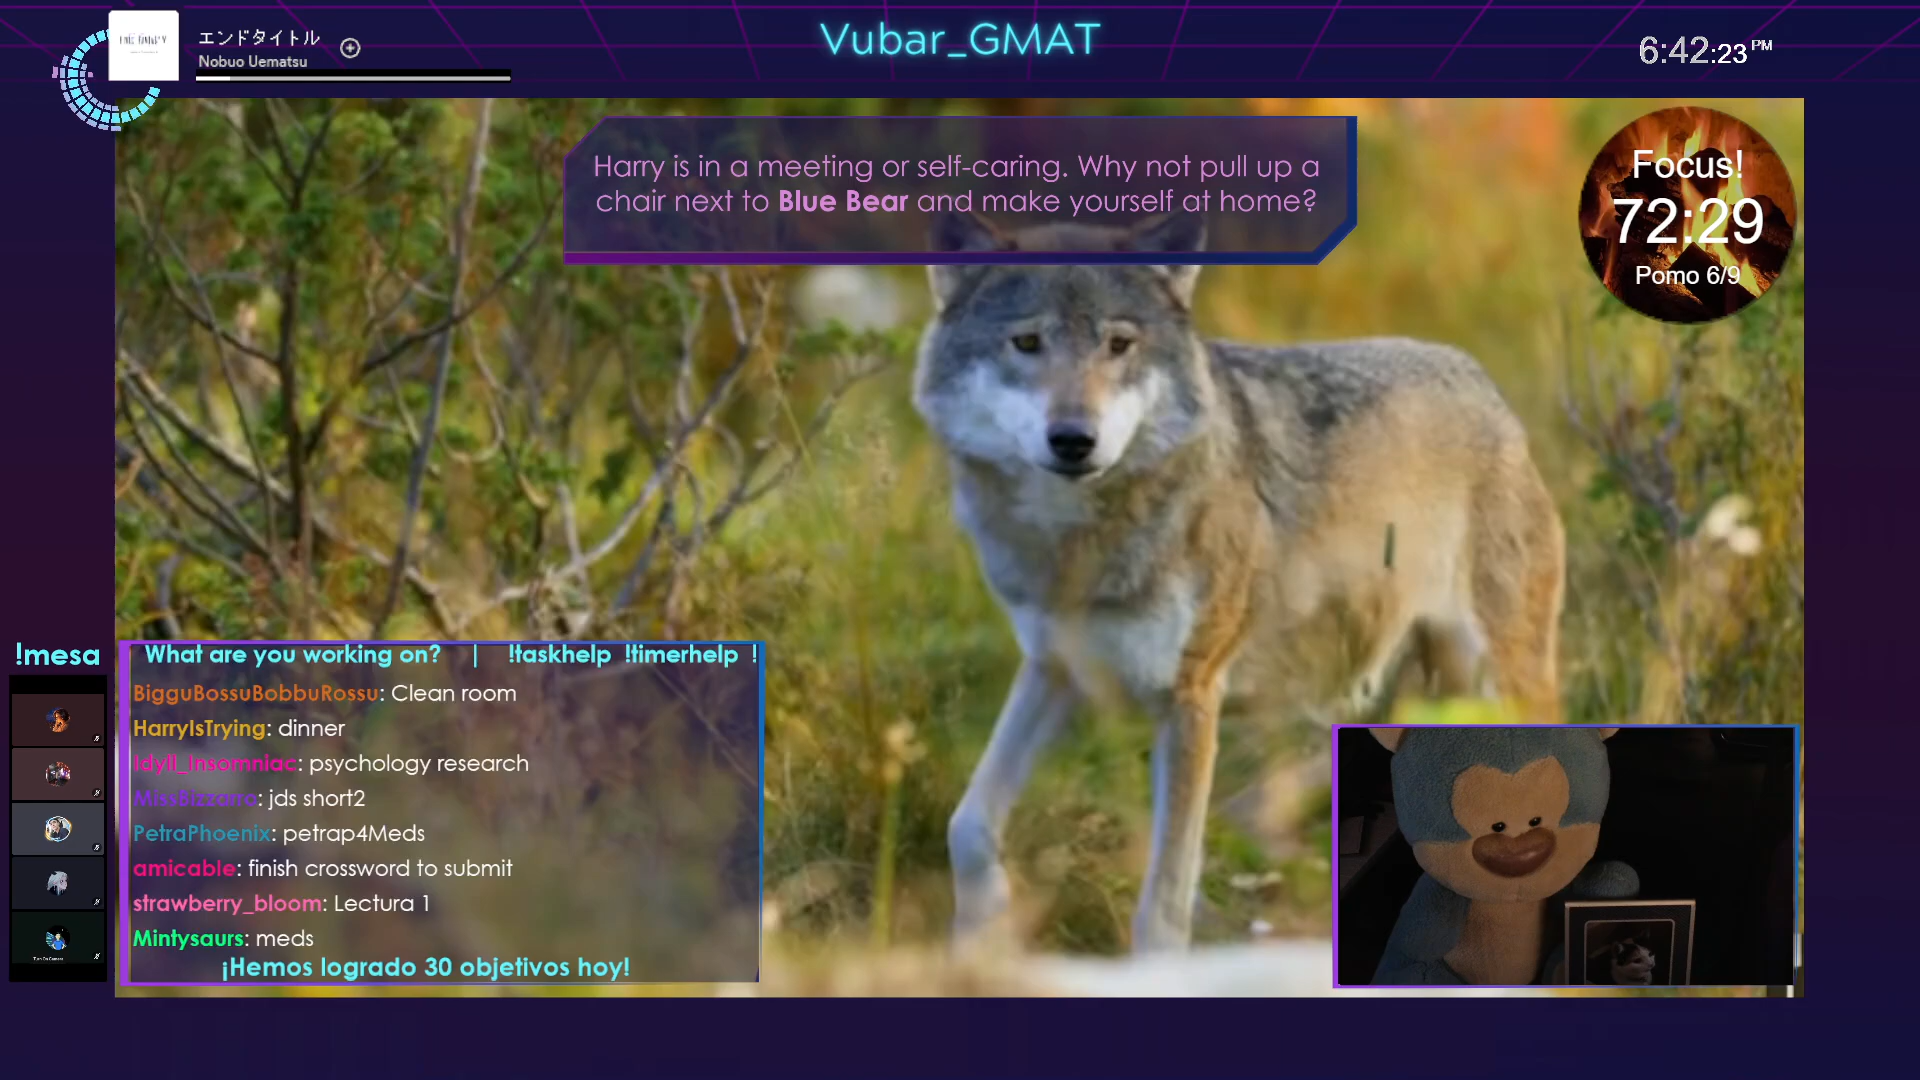 エンドタイトル
Nobuo Uematsu
Vubar_GMAT
6:42:23 PM
Harry is in a meeting or self-caring. Why not pull up a
chair next to Blue Bear and make yourself at home?
Focus!
72:29
Pomo 6/9
!mesa
What are you working on? | !taskhelp !timerhelp !
BigguBossuBobbuRossu: Clean room
HarryIsTrying: dinner
Idyll_Insomniac: psychology research
MissBizzarro: jds short2
PetraPhoenix: petrap4Meds
amicable: finish crossword to submit
strawberry_bloom: Lectura 1
Mintysaurs: meds
¡Hemos logrado 30 objetivos hoy!